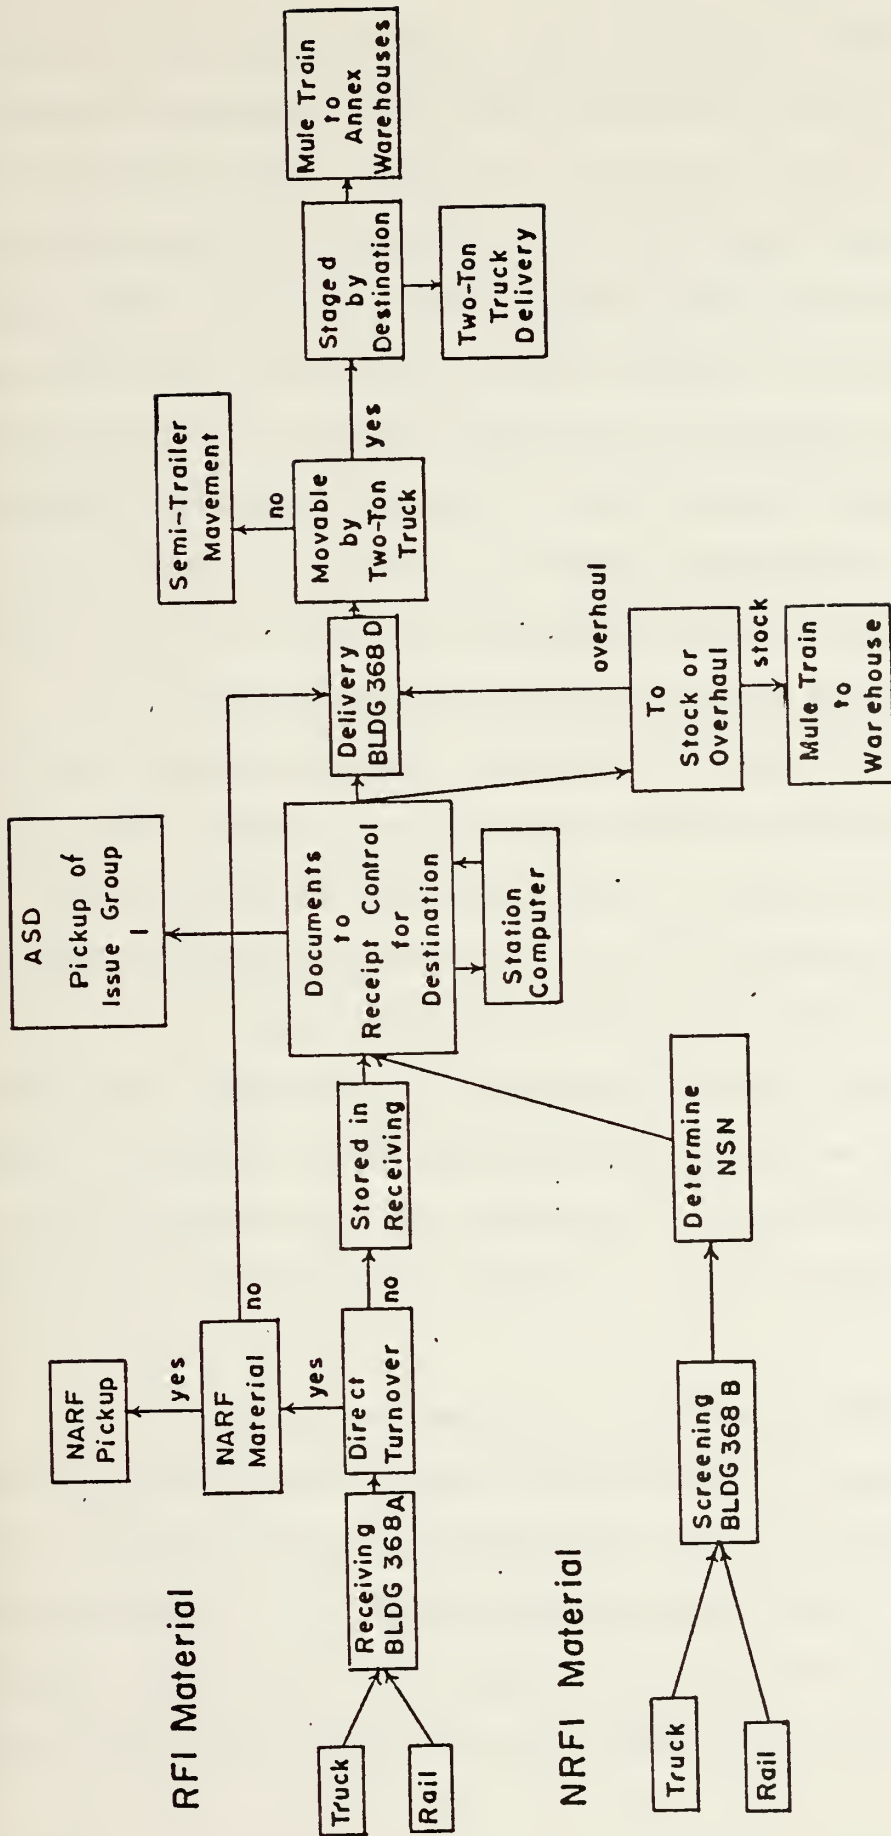 RFI Material
Truck
Rail
Receiving
BLDG 368A
Direct
Turnover
yes
no
NARF
Material
yes
no
NARF
Pickup
Stored in
Receiving
Documents
to
Receipt Control
for
Destination
ASD
Pickup of
Issue Group
I
Station
Computer
Delivery
BLDG 368 D
Movable
by
Two-Ton
Truck
no
yes
Semi-Trailer
Mavement
Staged
by
Destination
Mule Train
to
Annex
Warehouses
Two-Ton
Truck
Delivery
To
Stock or
Overhaul
overhaul
stock
Mule Train
to
Warehouse
NRFI Material
Truck
Rail
Screening
BLDG 368 B
Determine
NSN